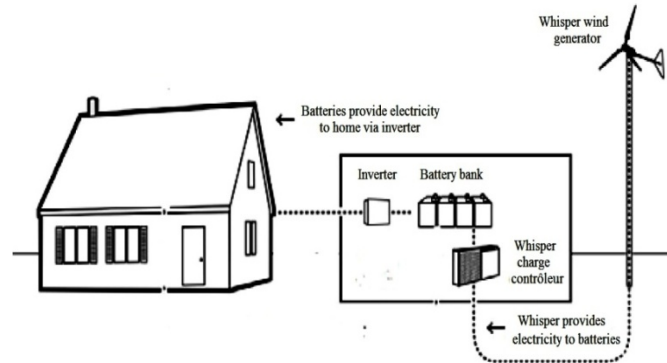 Whisper wind
generator
Batteries provide electricity
to home via inverter
Inverter
Battery bank
Whisper
charge
contrôleur
Whisper provides
electricity to batteries